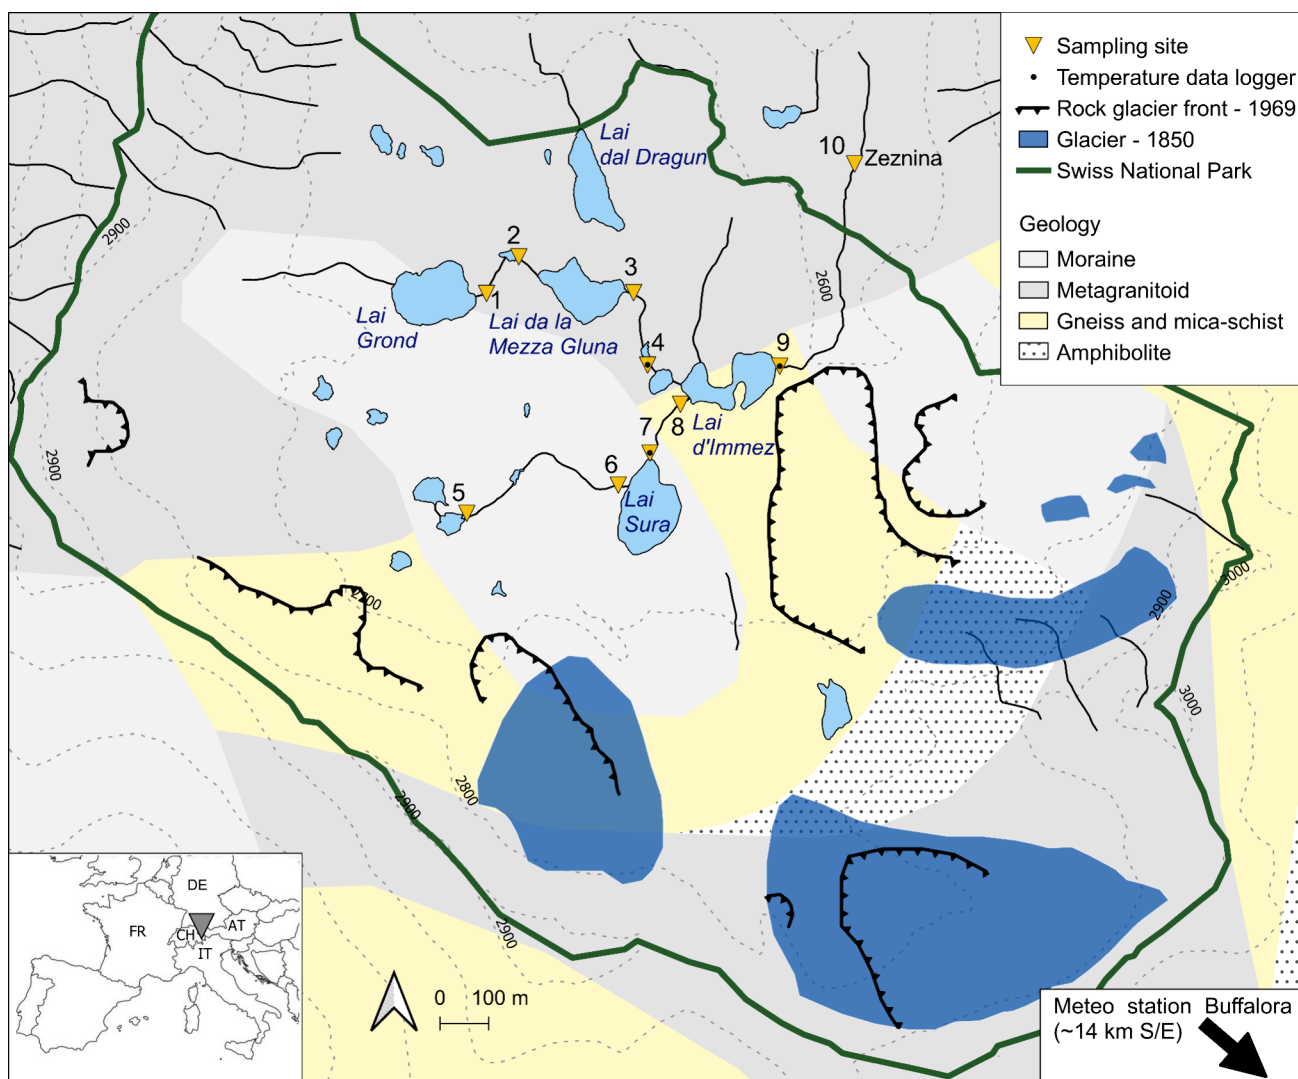 Sampling site
Temperature data logger
Rock glacier front - 1969
Glacier - 1850
Swiss National Park
Geology
Moraine
Metagranitoid
Gneiss and mica-schist
Amphibolite
Lai
dal Dragun
10
Zeznina
2900
2
3
2600
1
Lai
Grond
Lai da la
Mezza Gluna
4
9
8
Lai
d'Immez
7
2900
6
5
Lai
Sura
2700
3000
2900
3000
2800
2900
2900
DE
FR
CH
AT
IT
0 100 m
Meteo station Buffalora
(~14 km S/E)